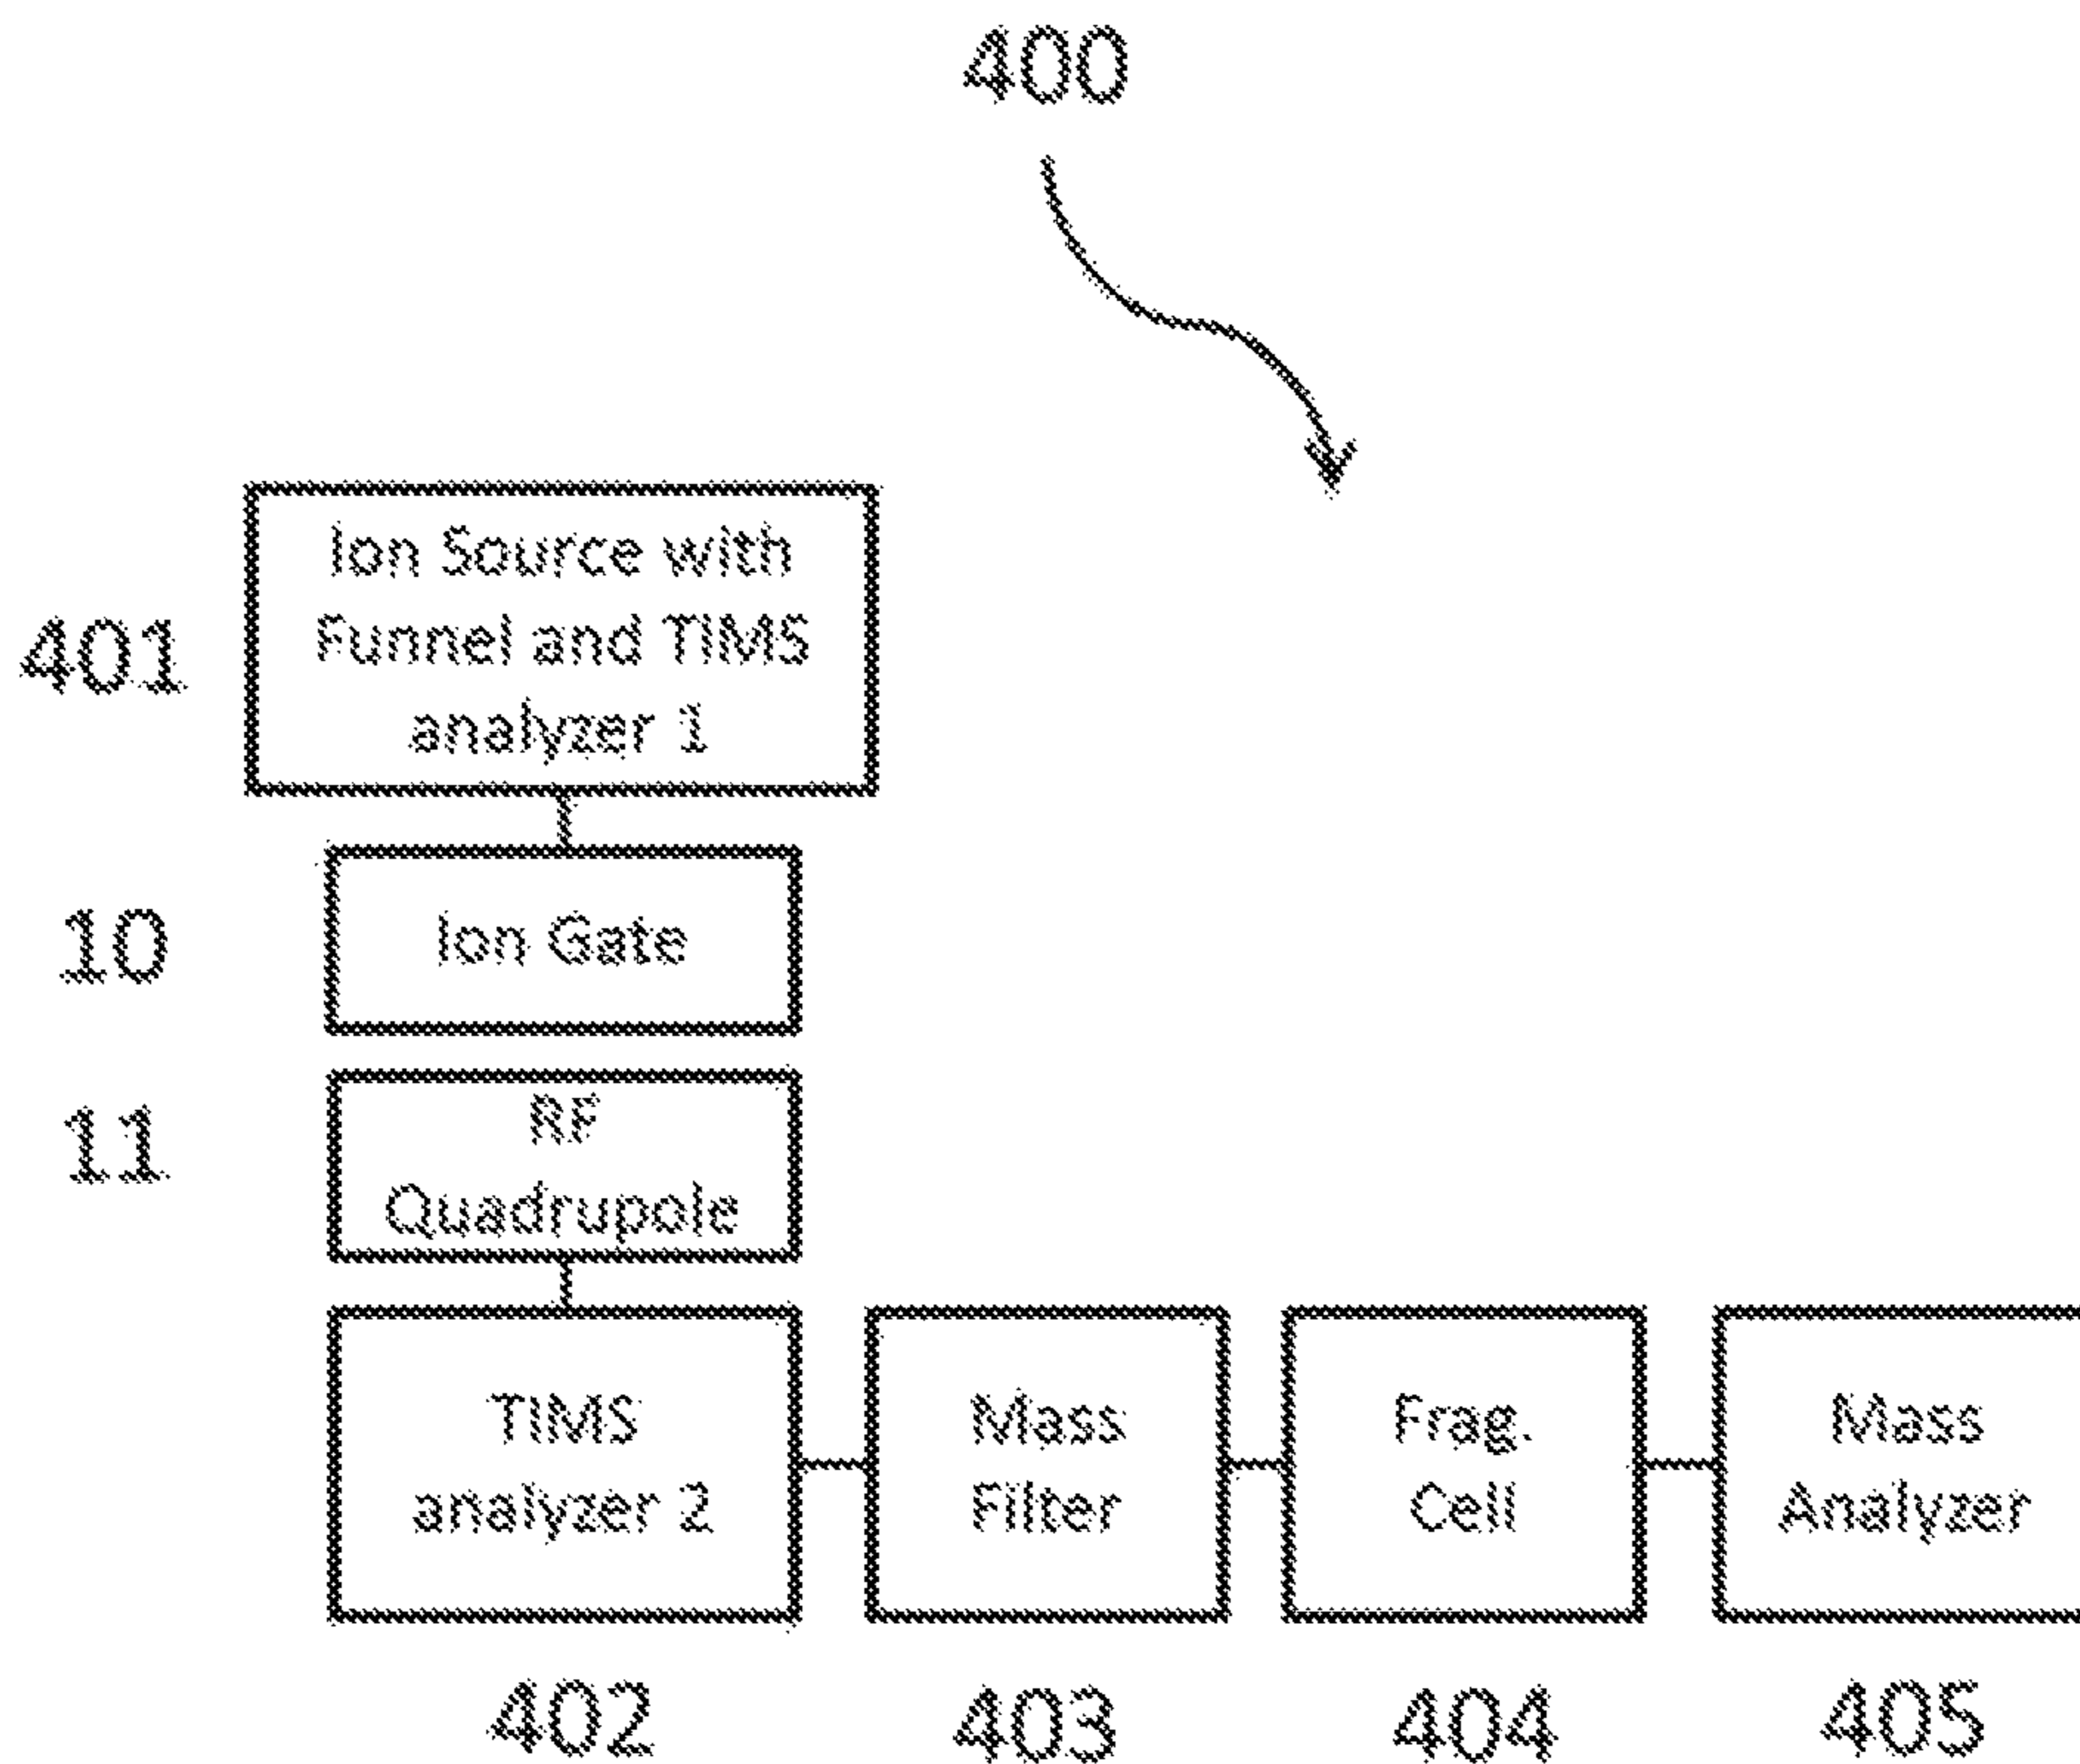 400
401
Ion Source with
Funnel and TIMS
analyzer 1
10
Ion Gate
11
RF
Quadrupole
TIMS
analyzer 2
Mass
Filter
Frag.
Cell
Mass
Analyzer
402
403
404
405